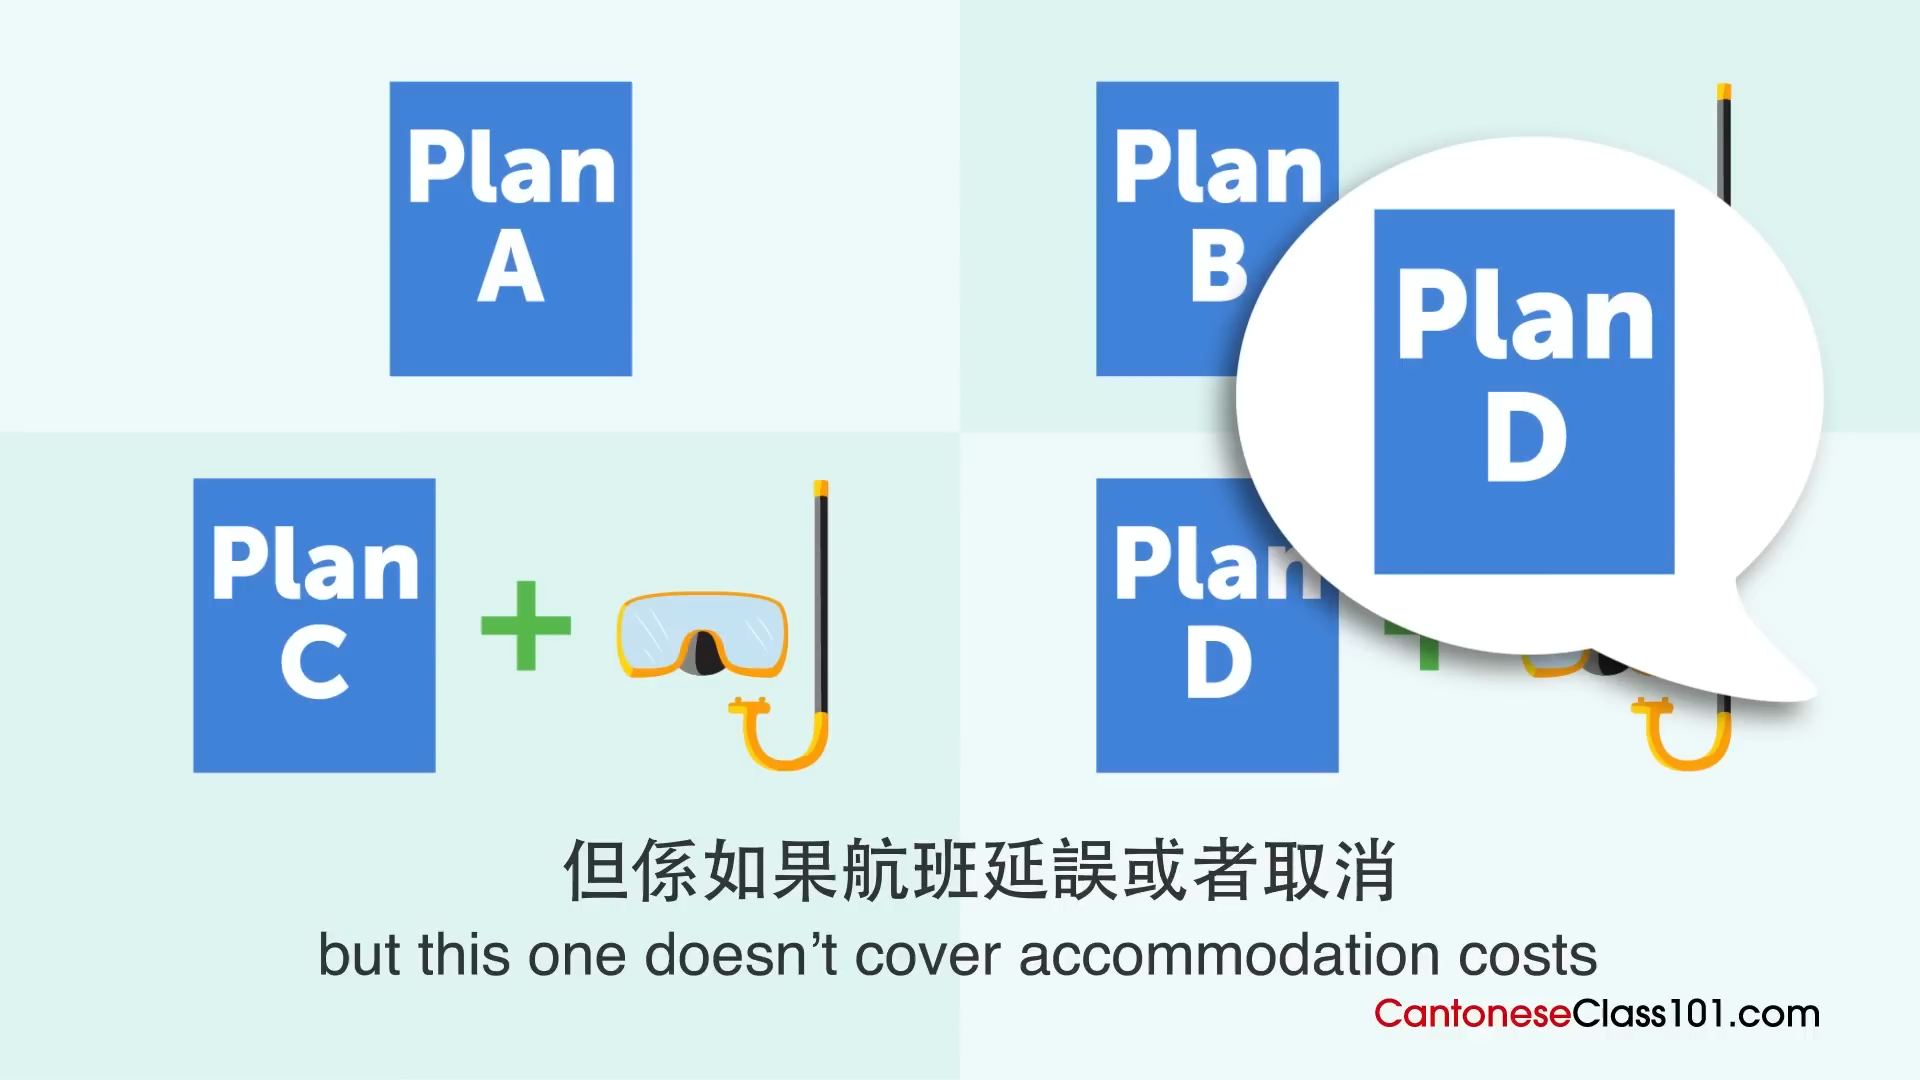 Plan
A
Plan
B
Plan
D
Plan
C
Plan
D
但係如果航班延誤或者取消
but this one doesn't cover accommodation costs
CantoneseClass101.com